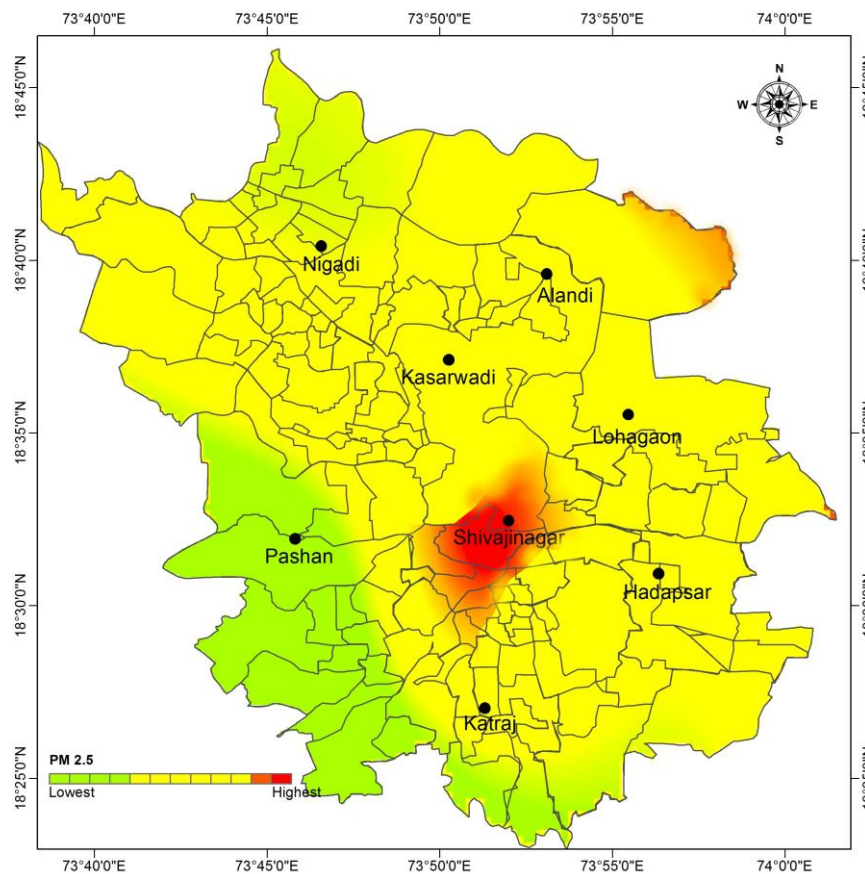 73°40'0"E 73°45'0"E 73°50'0"E 73°55'0"E 74°0'0"E
18°45'0"N
N
W E
S
18°40'0"N
Nigadi
Alandi
Kasarwadi
18°35'0"N
Lohagaon
Shivajinagar
Pashan
Hadapsar
18°30'0"N
Katraj
PM 2.5
18°25'0"N
Lowest Highest
73°40'0"E 73°45'0"E 73°50'0"E 73°55'0"E 74°0'0"E